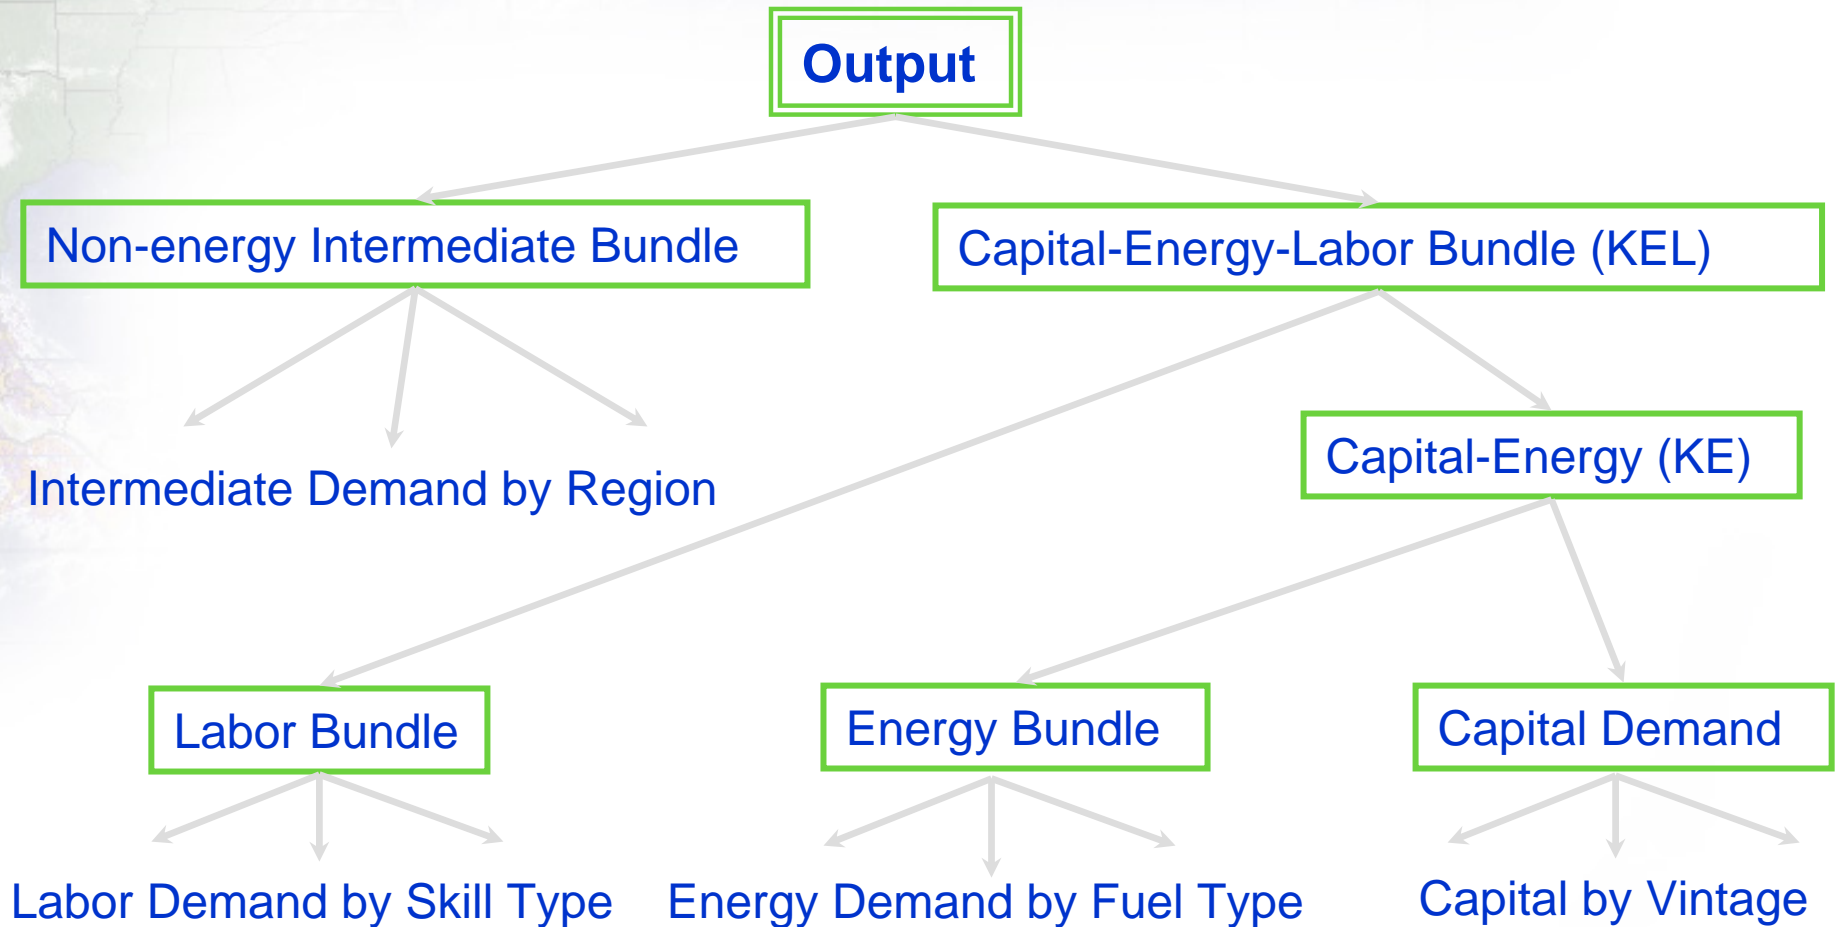 Output
Non-energy Intermediate Bundle
Capital-Energy-Labor Bundle (KEL)
Capital-Energy (KE)
Intermediate Demand by Region
Labor Bundle
Energy Bundle
Capital Demand
Labor Demand by Skill Type
Energy Demand by Fuel Type
Capital by Vintage